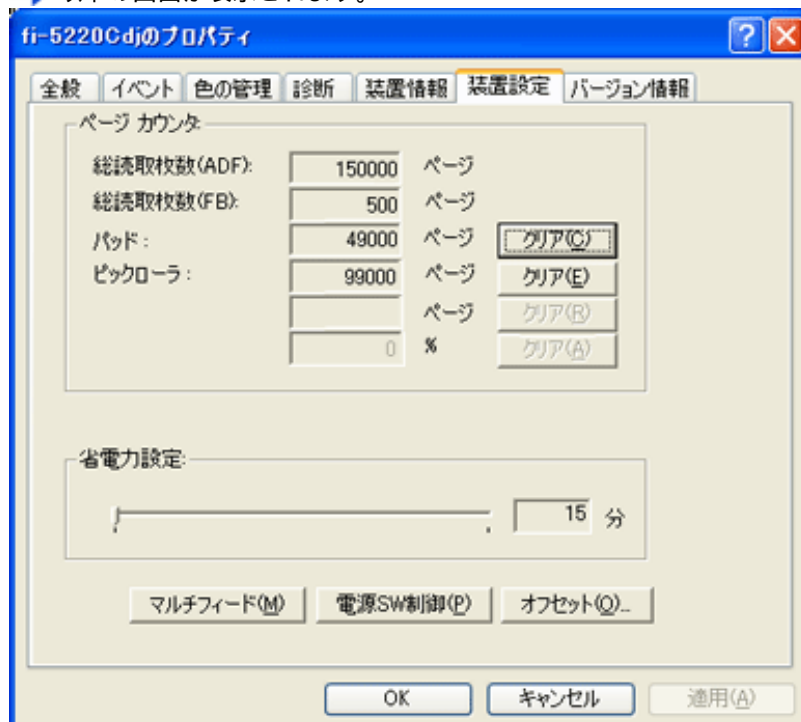 fi-5220Cdjのプロパティ
全般 イベント 色の管理 診断 装置情報 装置設定 バージョン情報
ページ カウンタ
総読取枚数(ADF): 150000 ページ
総読取枚数(FB): 500 ページ
パッド: 49000 ページ クリア(C)
ピックローラ: 99000 ページ クリア(E)
ページ クリア(R)
0 % クリア(A)
省電力設定:
15 分
マルチフィード(M) 電源SW制御(P) オフセット(O)...
OK キャンセル 適用(A)